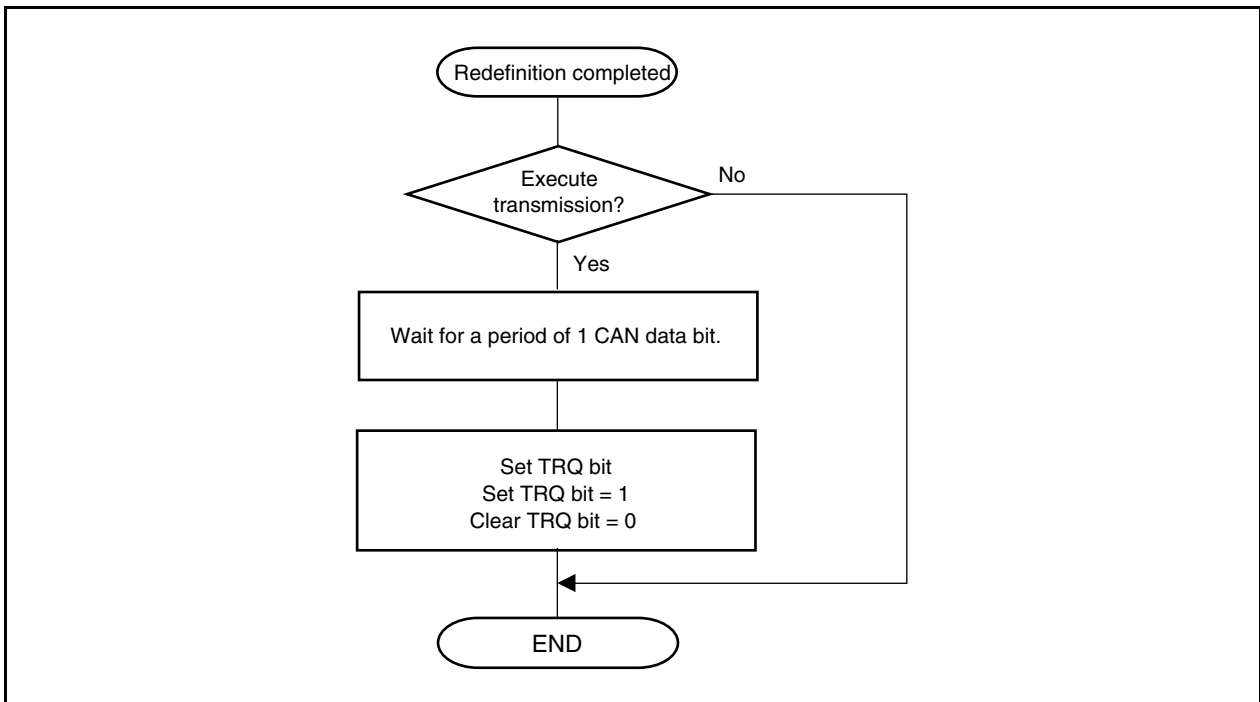 Redefinition completed
Execute
transmission?
No
Yes
Wait for a period of 1 CAN data bit.
Set TRQ bit
Set TRQ bit = 1
Clear TRQ bit = 0
END